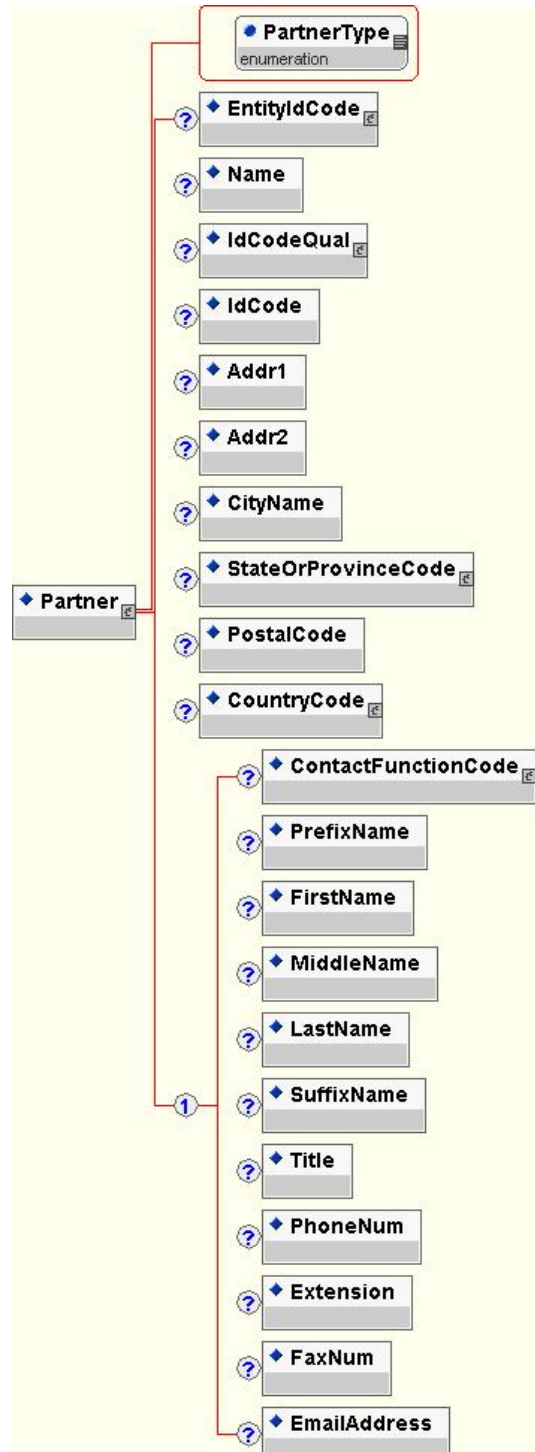 PartnerType
enumeration
? EntityIdCode
? Name
? IdCodeQual
? IdCode
? Addr1
? Addr2
? CityName
? StateOrProvinceCode
Partner
? PostalCode
? CountryCode
? ContactFunctionCode
? PrefixName
? FirstName
? MiddleName
? LastName
1
? SuffixName
? Title
? PhoneNum
? Extension
? FaxNum
? EmailAddress